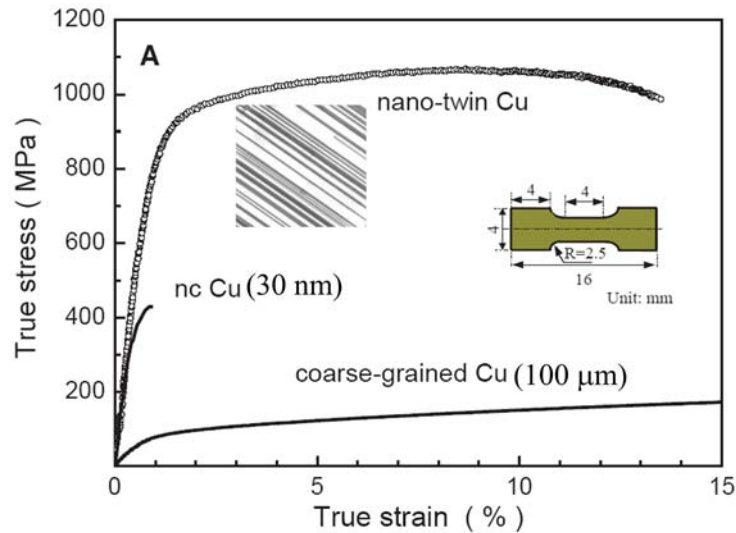 A
1200
1000
800
600
400
200
0
True stress ( MPa)
nano-twin Cu
nc Cu (30 nm)
coarse-grained Cu (100 µm)
4
4
4
R=2.5
16
Unit: mm
0
5
10
15
True strain ( % )